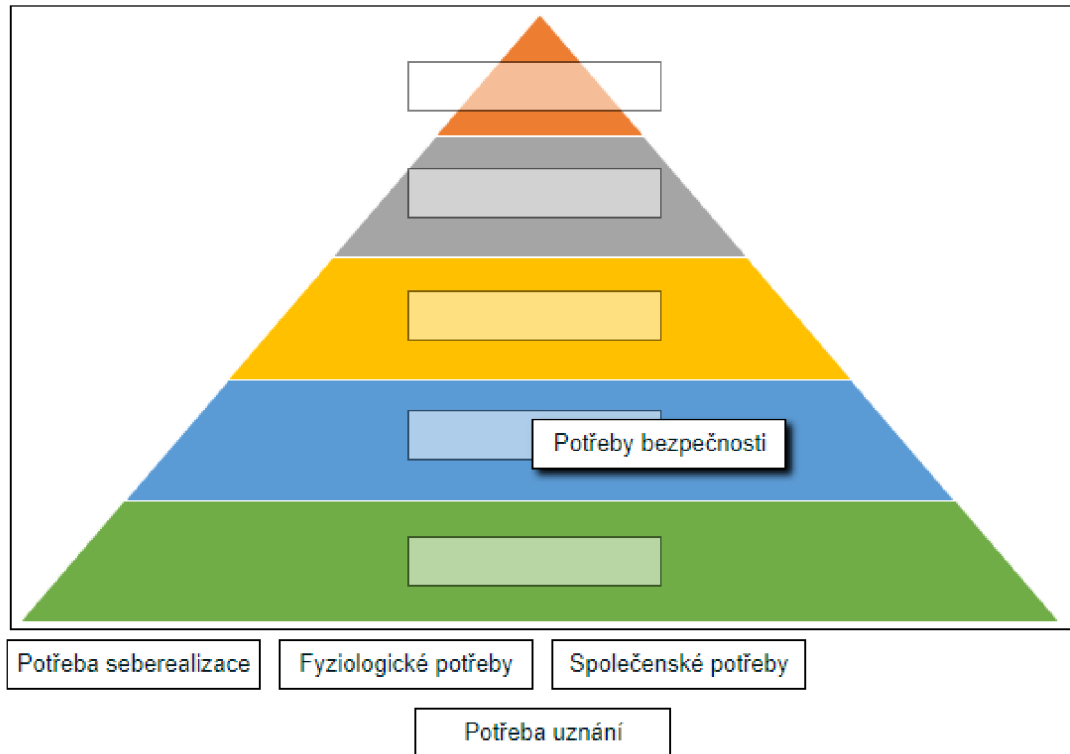 Potřeby bezpečnosti
Potřeba seberealizace
Fyziologické potřeby
Společenské potřeby
Potřeba uznání